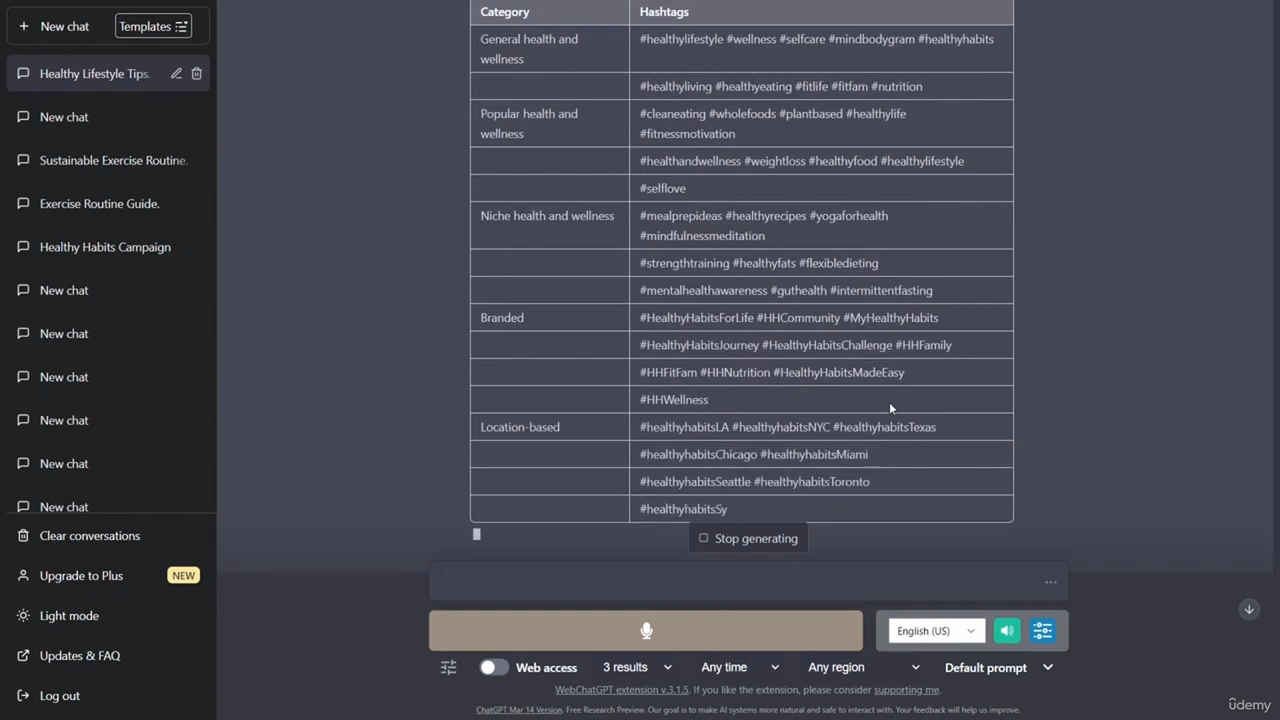 New chat
Templates
Healthy Lifestyle Tips.
New chat
Sustainable Exercise Routine.
Exercise Routine Guide.
Healthy Habits Campaign
New chat
New chat
New chat
New chat
New chat
New chat
Clear conversations
Upgrade to Plus NEW
Light mode
Updates & FAQ
Log out
Category Hashtags
General health and wellness #healthylifestyle #wellness #selfcare #mindbodygram #healthyhabits
#healthyliving #healthyeating #fitlife #fitfam #nutrition
Popular health and wellness #cleaneating #wholefoods #plantbased #healthylife
#fitnessmotivation
#healthandwellness #weightloss #healthyfood #healthylifestyle
#selflove
Niche health and wellness #mealprepideas #healthyrecipes #yogaforhealth
#mindfulnessmeditation
#strengthtraining #healthyfats #flexibledieting
#mentalhealthawareness #guthealth #intermittentfasting
Branded #HealthyHabitsForLife #HHCommunity #MyHealthyHabits
#HealthyHabitsJourney #HealthyHabitsChallenge #HHFamily
#HHFitFam #HHNutrition #HealthyHabitsMadeEasy
#HHWellness
Location-based #healthyhabitsLA #healthyhabitsNYC #healthyhabitsTexas
#healthyhabitsChicago #healthyhabitsMiami
#healthyhabitsSeattle #healthyhabitsToronto
#healthyhabitsSy
Stop generating
English (US)
Web access 3 results Any time Any region Default prompt
WebChatGPT extension v.3.1.5. If you like the extension, please consider supporting me.
ChatGPT Mar 14 Version. Free Research Preview. Our goal is to make AI systems more natural and safe to interact with. Your feedback will help us improve.
ûdemy